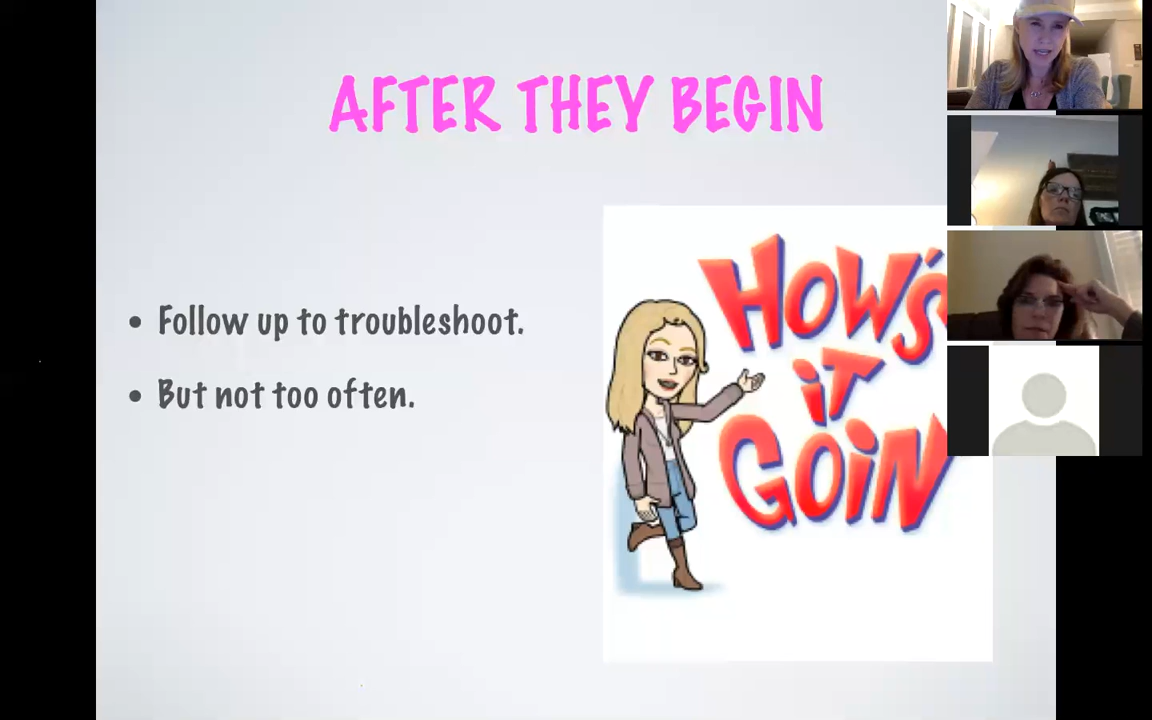 AFTER THEY BEGIN
Follow up to troubleshoot.
But not too often.
HOW'S
iT
GOiN